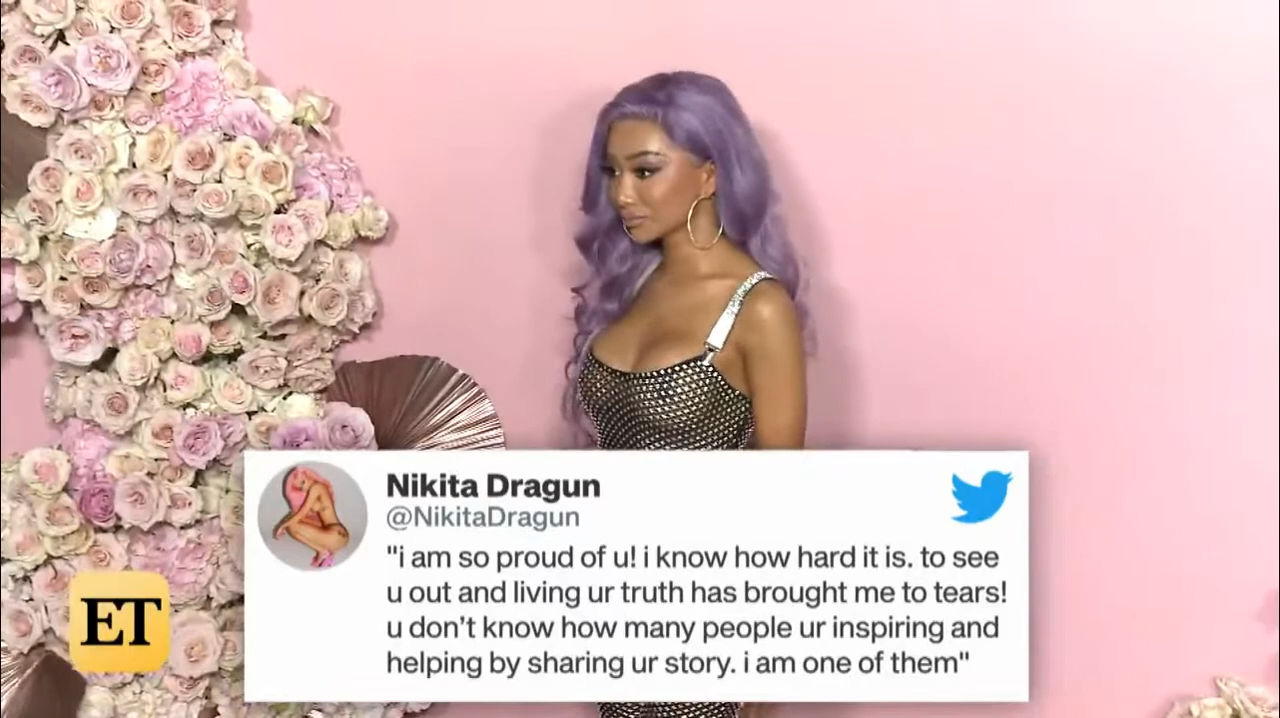 Nikita Dragun
@NikitaDragun
"i am so proud of u! i know how hard it is. to see
u out and living ur truth has brought me to tears!
u don't know how many people ur inspiring and
helping by sharing ur story. i am one of them"
ET